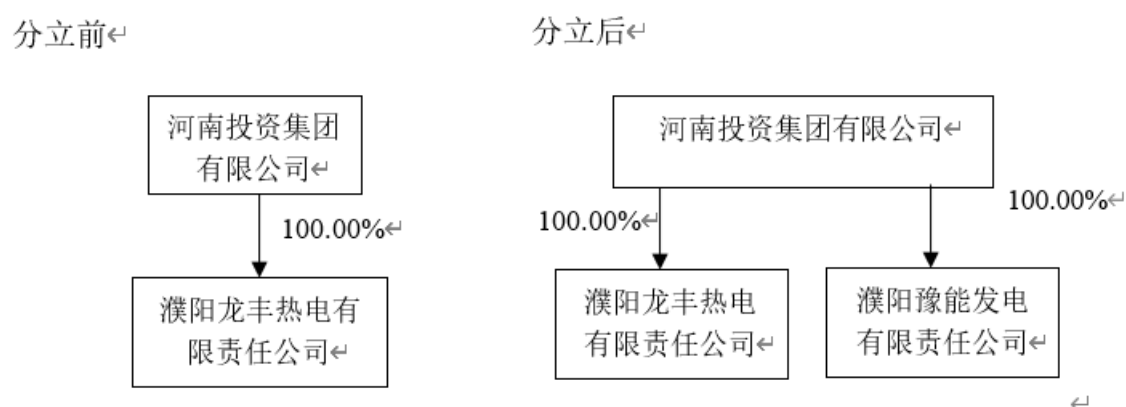 分立前
河南投资集团
有限公司
100.00%
濮阳龙丰热电有
限责任公司
分立后
河南投资集团有限公司
100.00%
100.00%
濮阳龙丰热电
有限责任公司
濮阳豫能发电
有限责任公司